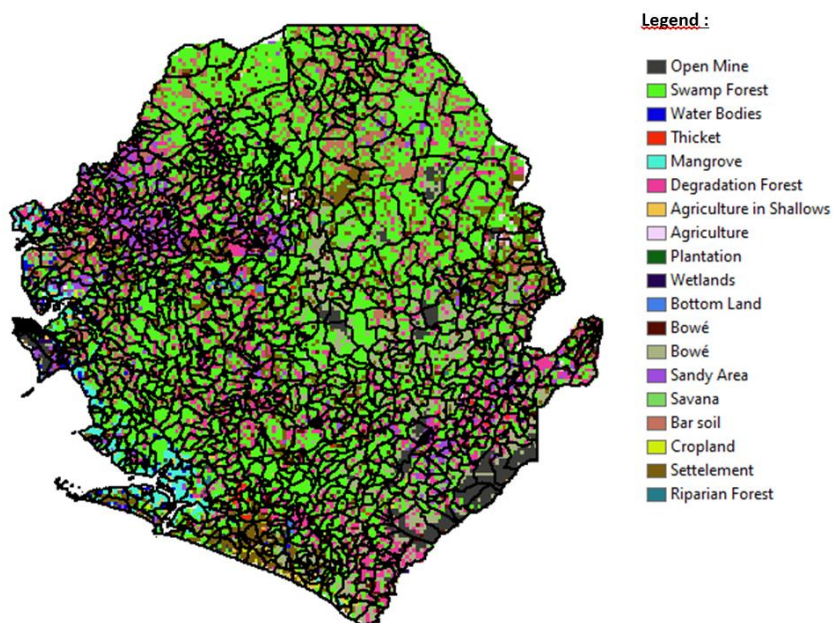 Legend :
Open Mine
Swamp Forest
Water Bodies
Thicket
Mangrove
Degradation Forest
Agriculture in Shallows
Agriculture
Plantation
Wetlands
Bottom Land
Bowé
Bowé
Sandy Area
Savana
Bar soil
Cropland
Settelement
Riparian Forest